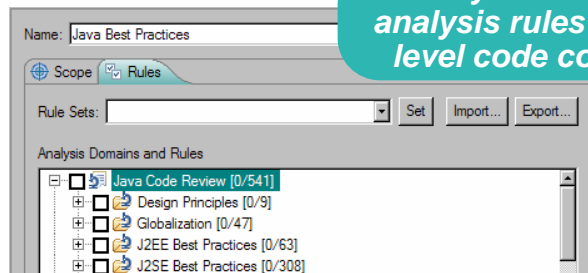 analysis rules
level code co
Name: Java Best Practices
Scope Rules
Rule Sets: Set Import... Export...
Analysis Domains and Rules
Java Code Review [0/541]
Design Principles [0/9]
Globalization [0/47]
J2EE Best Practices [0/63]
J2SE Best Practices [0/308]